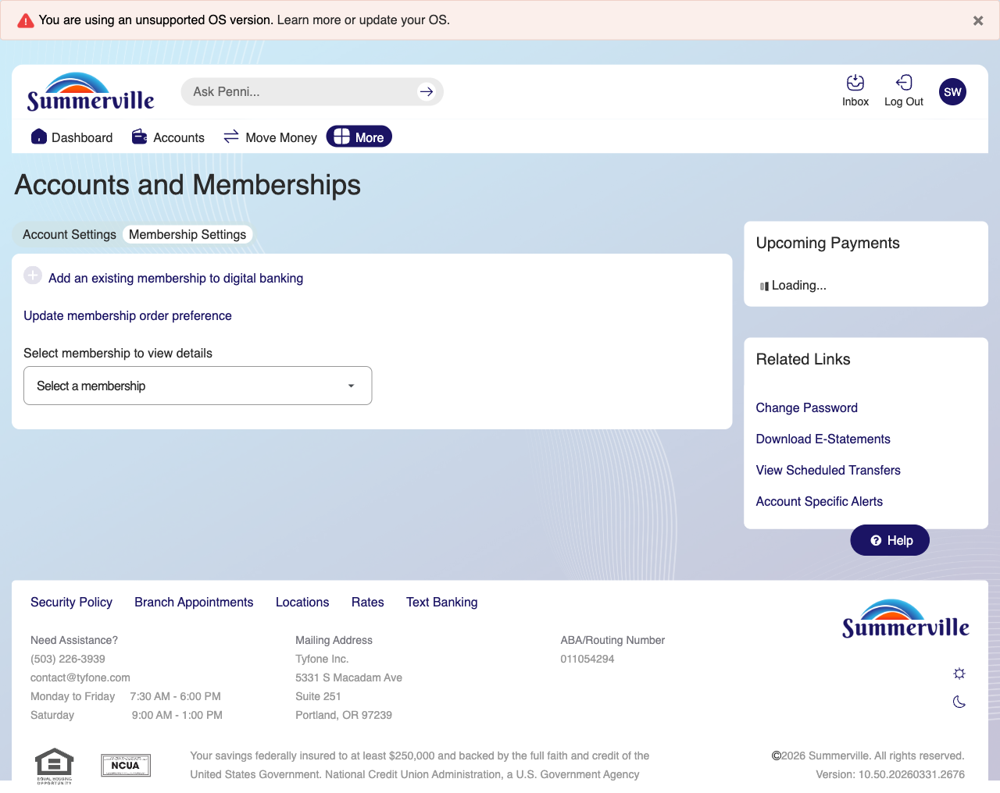 You are using an unsupported OS version. Learn more or update your OS.
Summerville
Ask Penni...
Inbox
Log Out
SW
Dashboard
Accounts
Move Money
More
Accounts and Memberships
Account Settings
Membership Settings
Add an existing membership to digital banking
Update membership order preference
Select membership to view details
Select a membership
Upcoming Payments
Loading...
Related Links
Change Password
Download E-Statements
View Scheduled Transfers
Account Specific Alerts
Help
Security Policy
Branch Appointments
Locations
Rates
Text Banking
Summerville
Need Assistance?
(503) 226-3939
contact@tyfone.com
Monday to Friday 7:30 AM - 6:00 PM
Saturday 9:00 AM - 1:00 PM
Mailing Address
Tyfone Inc.
5331 S Macadam Ave
Suite 251
Portland, OR 97239
ABA/Routing Number
011054294
EQUAL HOUSING
OPPORTUNITY
NCUA
Your savings federally insured to at least $250,000 and backed by the full faith and credit of the
United States Government. National Credit Union Administration, a U.S. Government Agency
©2026 Summerville. All rights reserved.
Version: 10.50.20260331.2676